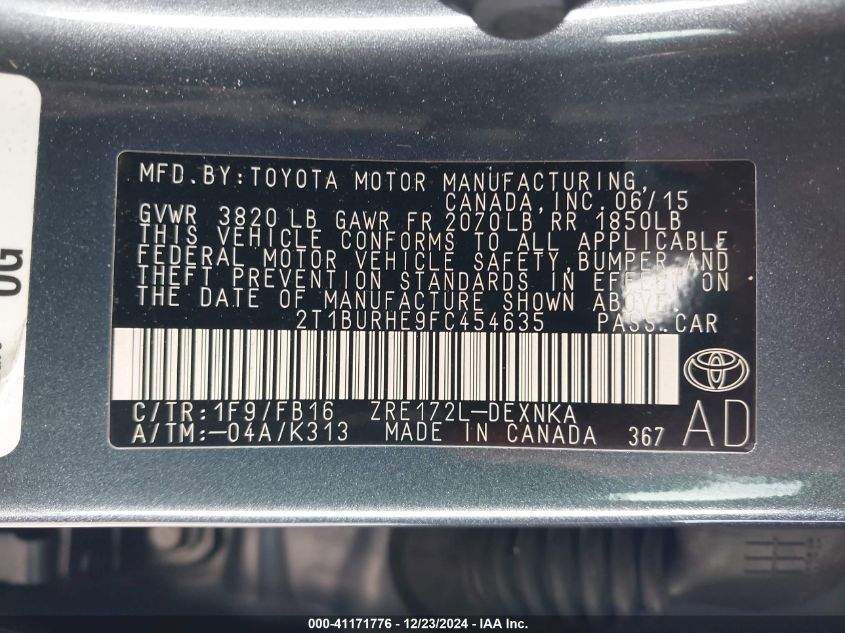 MFD.BY:TOYOTA MOTOR MANUFACTURING,
CANADA,INC.06/15
GVWR 3820 LB GAWR FR 2070LB RR 1850LB
THIS VEHICLE CONFORMS TO ALL APPLICABLE
FEDERAL MOTOR VEHICLE SAFETY,BUMPER,AND
THEFT PREVENTION STANDARDS IN EFFECT ON
THE DATE OF MANUFACTURE SHOWN ABOVE.
2T1BURHE9FC454635 PASS.CAR
C/TR:1F9/FB16 ZRE172L-DEXNKA
A/TM:-04A/K313 MADE IN CANADA 367 AD
000-41171776 - 12/23/2024 - IAA Inc.